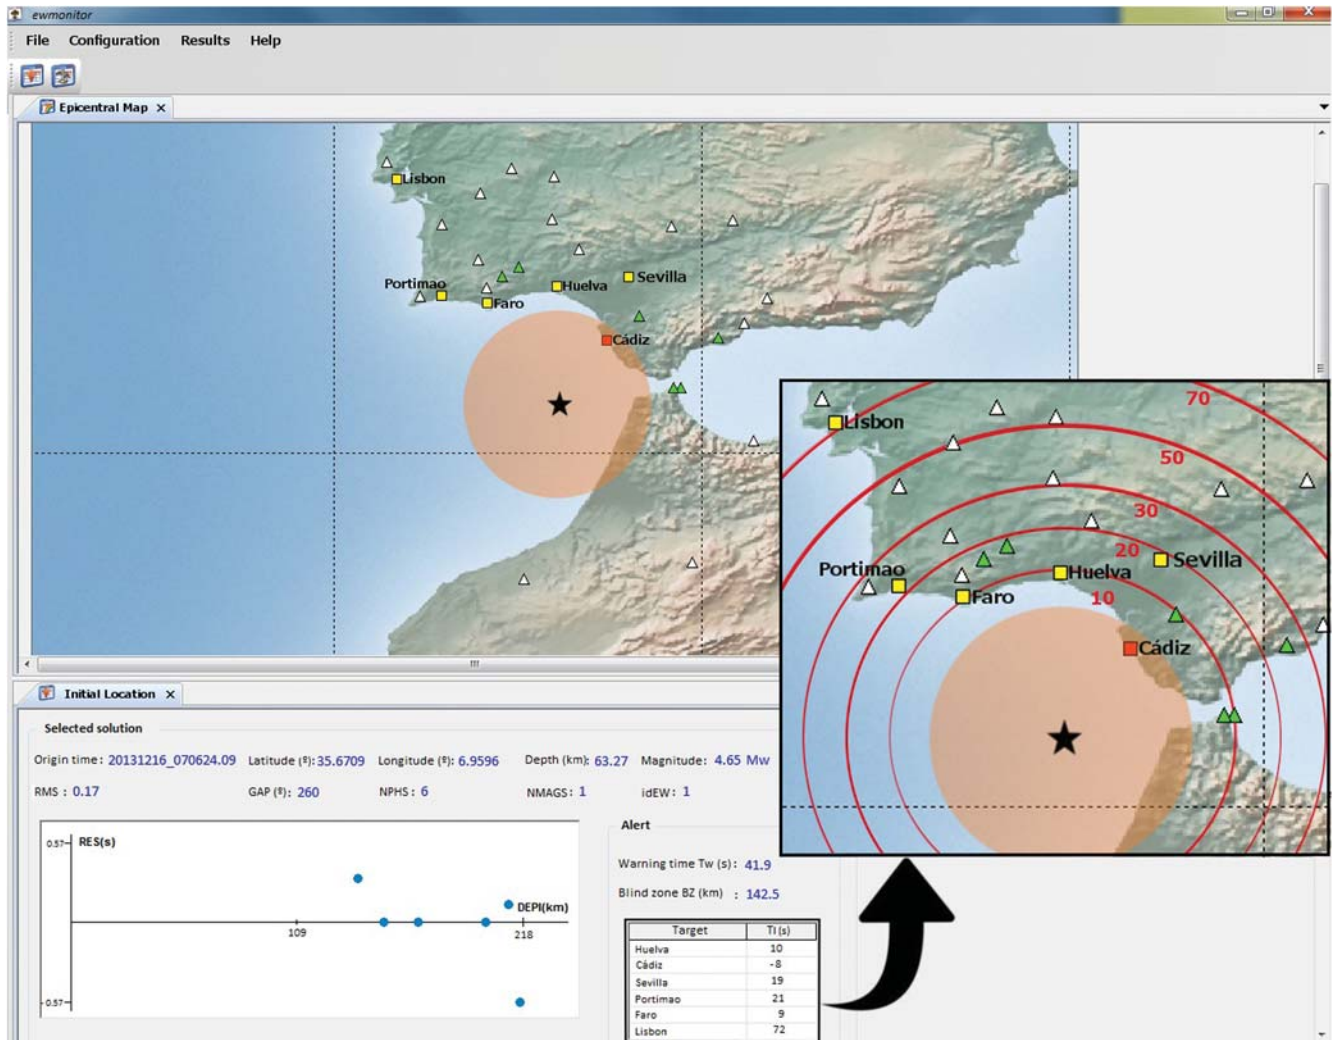 ewmonitor
File Configuration Results Help
Epicentral Map X
Lisbon
Portimao
Faro
Huelva
Sevilla
Cádiz
70
50
30
20
10
Lisbon
Portimao
Faro
Huelva
Sevilla
Cádiz
Initial Location X
Selected solution
Origin time: 20131216_070624.09 Latitude (º): 35.6709 Longitude (º): 6.9596 Depth (km): 63.27 Magnitude: 4.65 Mw
RMS : 0.17 GAP (º): 260 NPHS : 6 NMAGS: 1 idEW : 1
0.57 RES(s)
DEPI(km)
109 218
-0.57
Alert
Warning time Tw (s) : 41.9
Blind zone BZ (km) : 142.5
Target TI (s)
Huelva 10
Cádiz -8
Sevilla 19
Portimao 21
Faro 9
Lisbon 72